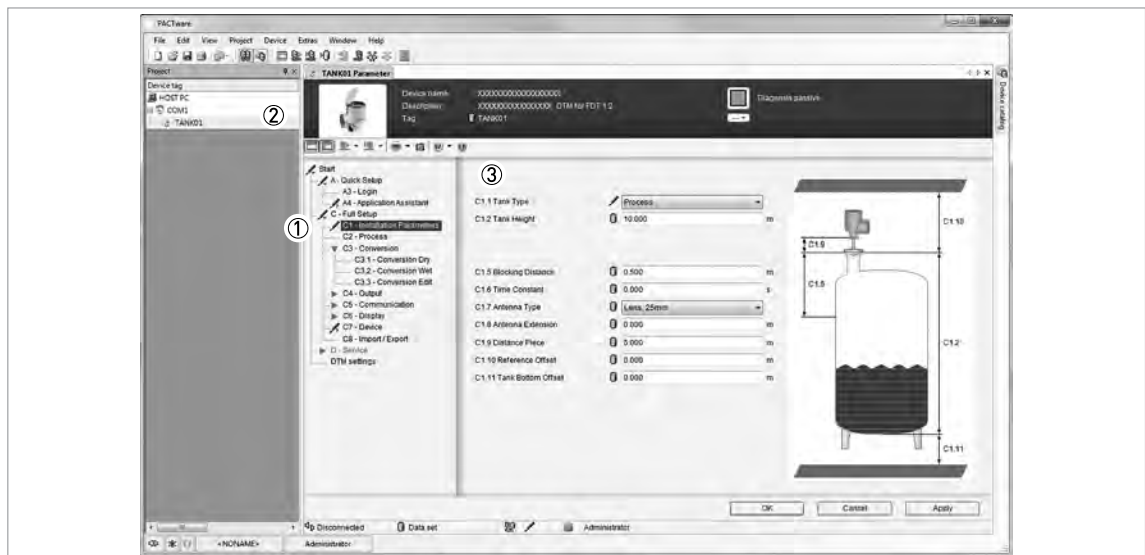 PACTware
File Edit View Project Device Extras Window Help
Project
TANK01 Parameter
Device tag
HOST PC
COM1
TANK01
②
Device name: XXXXXXXXXXXXXXXXXXXX
Description: XXXXXXXXXXXXXXXXX DTM for FDT 1.2
Tag TANK01
Diagnosis passive
Device catalog
①
Start
A - Quick Setup
A3 - Login
A4 - Application Assistant
C - Full Setup
C1 - Installation Parameters
C2 - Process
C3 - Conversion
C3.1 - Conversion Dry
C3.2 - Conversion Wet
C3.3 - Conversion Edit
C4 - Output
C5 - Communication
C6 - Display
C7 - Device
C8 - Import / Export
D - Service
DTM settings
③
C1.1 Tank Type Process
C1.2 Tank Height 10.000 m
C1.5 Blocking Distance 0.500 m
C1.6 Time Constant 0.000 s
C1.7 Antenna Type Lens, 25mm
C1.8 Antenna Extension 0.000 m
C1.9 Distance Piece 0.000 m
C1.10 Reference Offset 0.000 m
C1.11 Tank Bottom Offset 0.000 m
C1.10
C1.9
C1.5
C1.2
C1.11
OK Cancel Apply
Disconnected Data set Administrator
<NONAME> Administrator